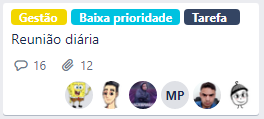 Gestão Baixa prioridade Tarefa
Reunião diária
16 12
MP